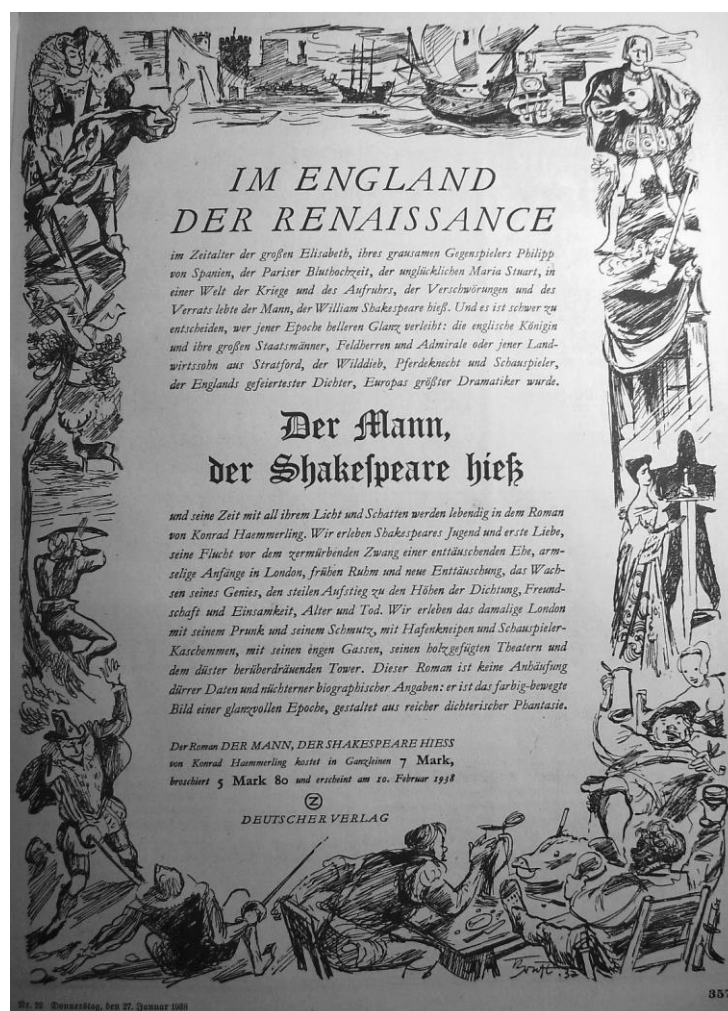 IM ENGLAND
DER RENAISSANCE
im Zeitalter der großen Elisabeth, ihres grausamen Gegenspielers Philipp
von Spanien, der Pariser Bluthochzeit, der unglücklichen Maria Stuart, in
einer Welt der Kriege und des Aufruhrs, der Verschwörungen und des
Verrats lebte der Mann, der William Shakespeare hieß. Und es ist schwer zu
entscheiden, wer jener Epoche helleren Glanz verleiht: die englische Königin
und ihre großen Staatsmänner, Feldherren und Admirale oder jener Land-
wirtssohn aus Stratford, der Wilddieb, Pferdeknecht und Schauspieler,
der Englands gefeiertester Dichter, Europas größter Dramatiker wurde.
Der Mann,
der Shakeſpeare hieß
und seine Zeit mit all ihrem Licht und Schatten werden lebendig in dem Roman
von Konrad Haemmerling. Wir erleben Shakespeares Jugend und erste Liebe,
seine Flucht vor dem zermürbenden Zwang einer enttäuschenden Ehe, arm-
selige Anfänge in London, frühen Ruhm und neue Enttäuschung, das Wach-
sen seines Genies, den steilen Aufstieg zu den Höhen der Dichtung, Freund-
schaft und Einsamkeit, Alter und Tod. Wir erleben das damalige London
mit seinem Prunk und seinem Schmutz, mit Hafenkneipen und Schauspieler-
Kaschemmen, mit seinen engen Gassen, seinen holzgefügten Theatern und
dem düster herüberdräuenden Tower. Dieser Roman ist keine Anhäufung
dürrer Daten und nüchterner biographischer Angaben: er ist das farbig-bewegte
Bild einer glanzvollen Epoche, gestaltet aus reicher dichterischer Phantasie.
Der Roman DER MANN, DER SHAKESPEARE HIESS
von Konrad Haemmerling kostet in Ganzleinen 7 Mark,
broschiert 5 Mark 80 und erscheint am 10. Februar 1938
Z
DEUTSCHER VERLAG
Nr. 22 Donnerstag, den 27. Januar 1938
357